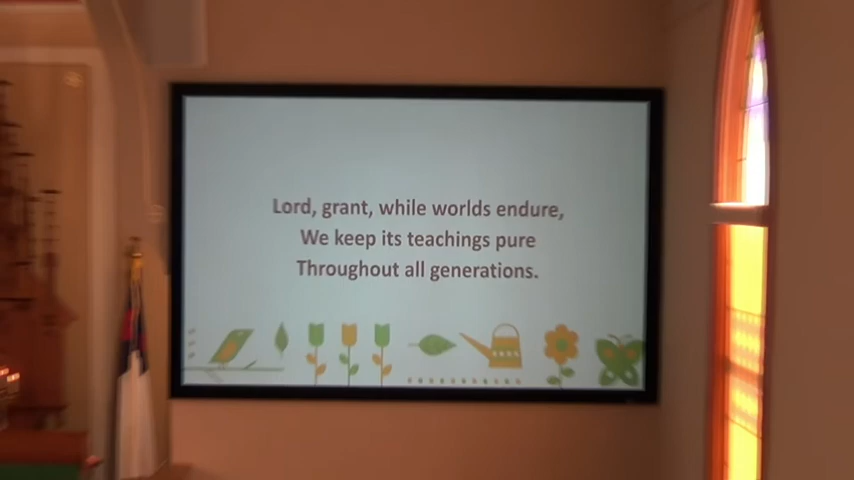 Lord, grant, while worlds endure,
We keep its teachings pure
Throughout all generations.